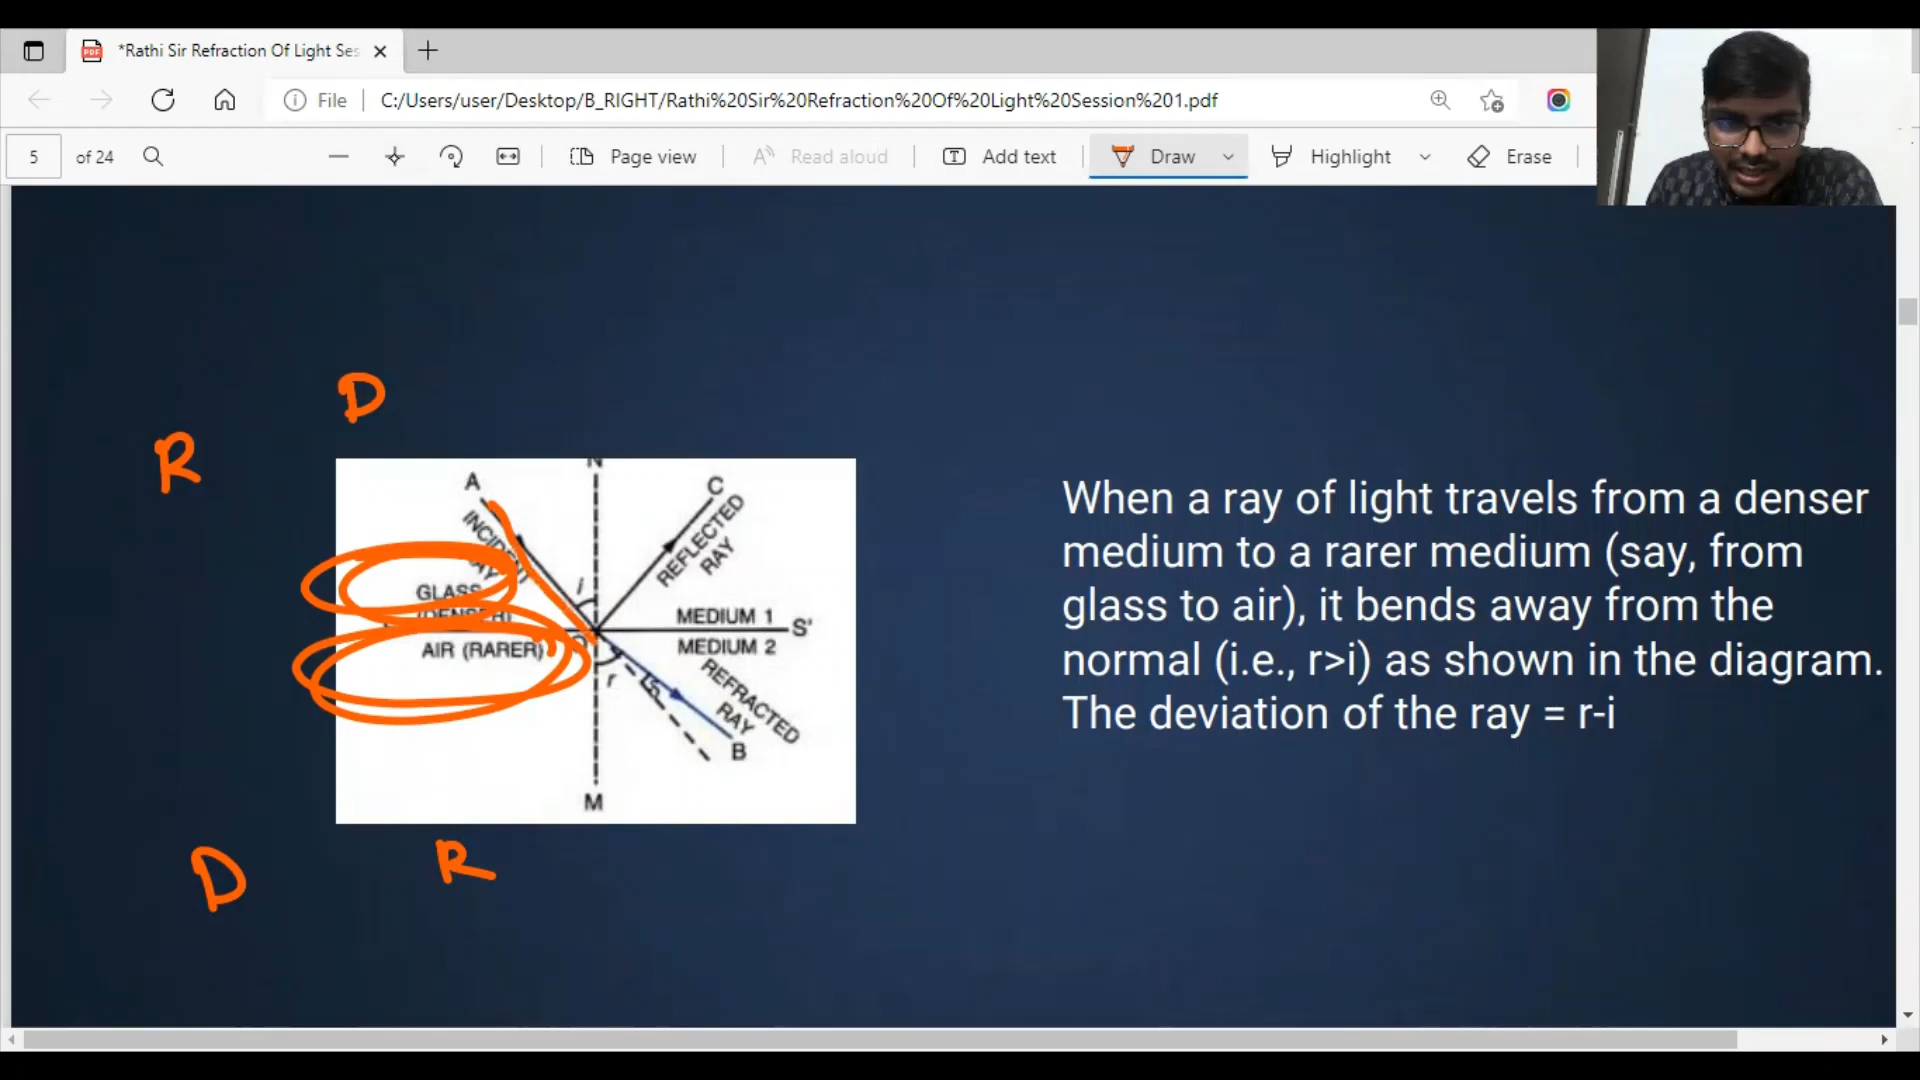 *Rathi Sir Refraction Of Light Ses
File C:/Users/user/Desktop/B_RIGHT/Rathi%20Sir%20Refraction%20Of%20Light%20Session%201.pdf
5 of 24 Page view Read aloud Add text Draw Highlight Erase
D
R
N
A
C
INCIDENT RAY
REFLECTED RAY
i
GLASS
(DENSER)
MEDIUM 1
S'
AIR (RARER)
MEDIUM 2
r
REFRACTED RAY
B
M
When a ray of light travels from a denser
medium to a rarer medium (say, from
glass to air), it bends away from the
normal (i.e., r>i) as shown in the diagram.
The deviation of the ray = r-i
D
R